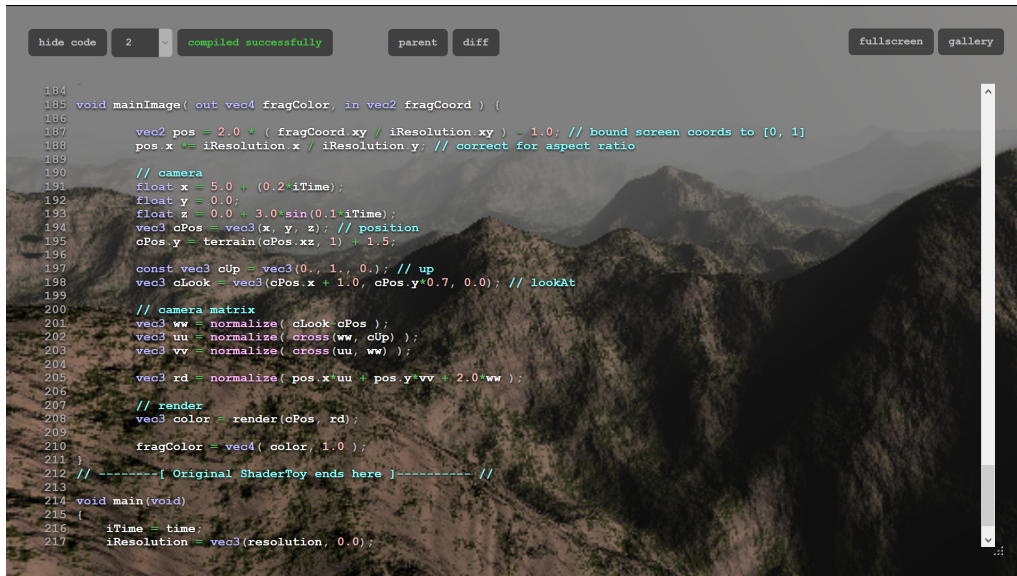 hide code 2 compiled successfully parent diff fullscreen gallery
184
185 void mainImage( out vec4 fragColor, in vec2 fragCoord ) {
186
187 vec2 pos = 2.0 * ( fragCoord.xy / iResolution.xy ) - 1.0; // bound screen coords to [0, 1]
188 pos.x *= iResolution.x / iResolution.y; // correct for aspect ratio
189
190 // camera
191 float x = 5.0 + (0.2*iTime);
192 float y = 0.0;
193 float z = 0.0 + 3.0*sin(0.1*iTime);
194 vec3 cPos = vec3(x, y, z); // position
195 cPos.y = terrain(cPos.xz, 1) + 1.5;
196
197 const vec3 cUp = vec3(0., 1., 0.); // up
198 vec3 cLook = vec3(cPos.x + 1.0, cPos.y*0.7, 0.0); // lookAt
199
200 // camera matrix
201 vec3 ww = normalize( cLook-cPos );
202 vec3 uu = normalize( cross(ww, cUp) );
203 vec3 vv = normalize( cross(uu, ww) );
204
205 vec3 rd = normalize( pos.x*uu + pos.y*vv + 2.0*ww );
206
207 // render
208 vec3 color = render(cPos, rd);
209
210 fragColor = vec4( color, 1.0 );
211 }
212 // --------[ Original ShaderToy ends here ]---------- //
213
214 void main(void)
215 {
216 iTime = time;
217 iResolution = vec3(resolution, 0.0);